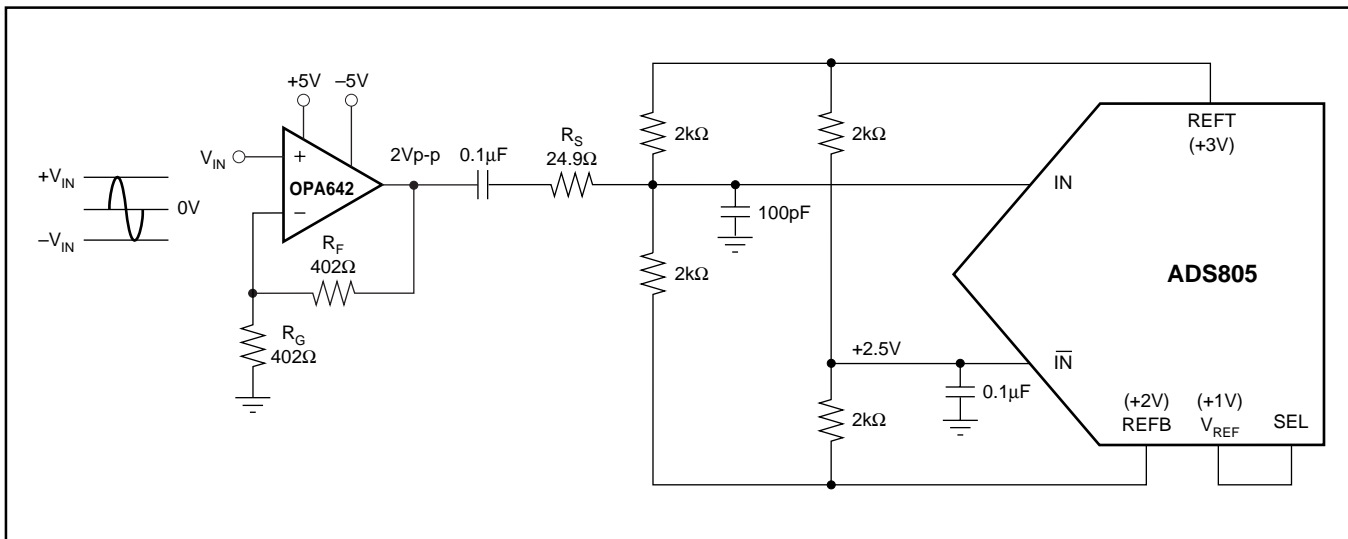 +5V
–5V
V_IN
+
OPA642
–
+V_IN
0V
–V_IN
2Vp-p
0.1µF
R_S
24.9Ω
R_F
402Ω
R_G
402Ω
2kΩ
2kΩ
100pF
2kΩ
+2.5V
0.1µF
2kΩ
REFT
(+3V)
IN
ADS805
I̅N̅
(+2V)
REFB
(+1V)
V_REF
SEL